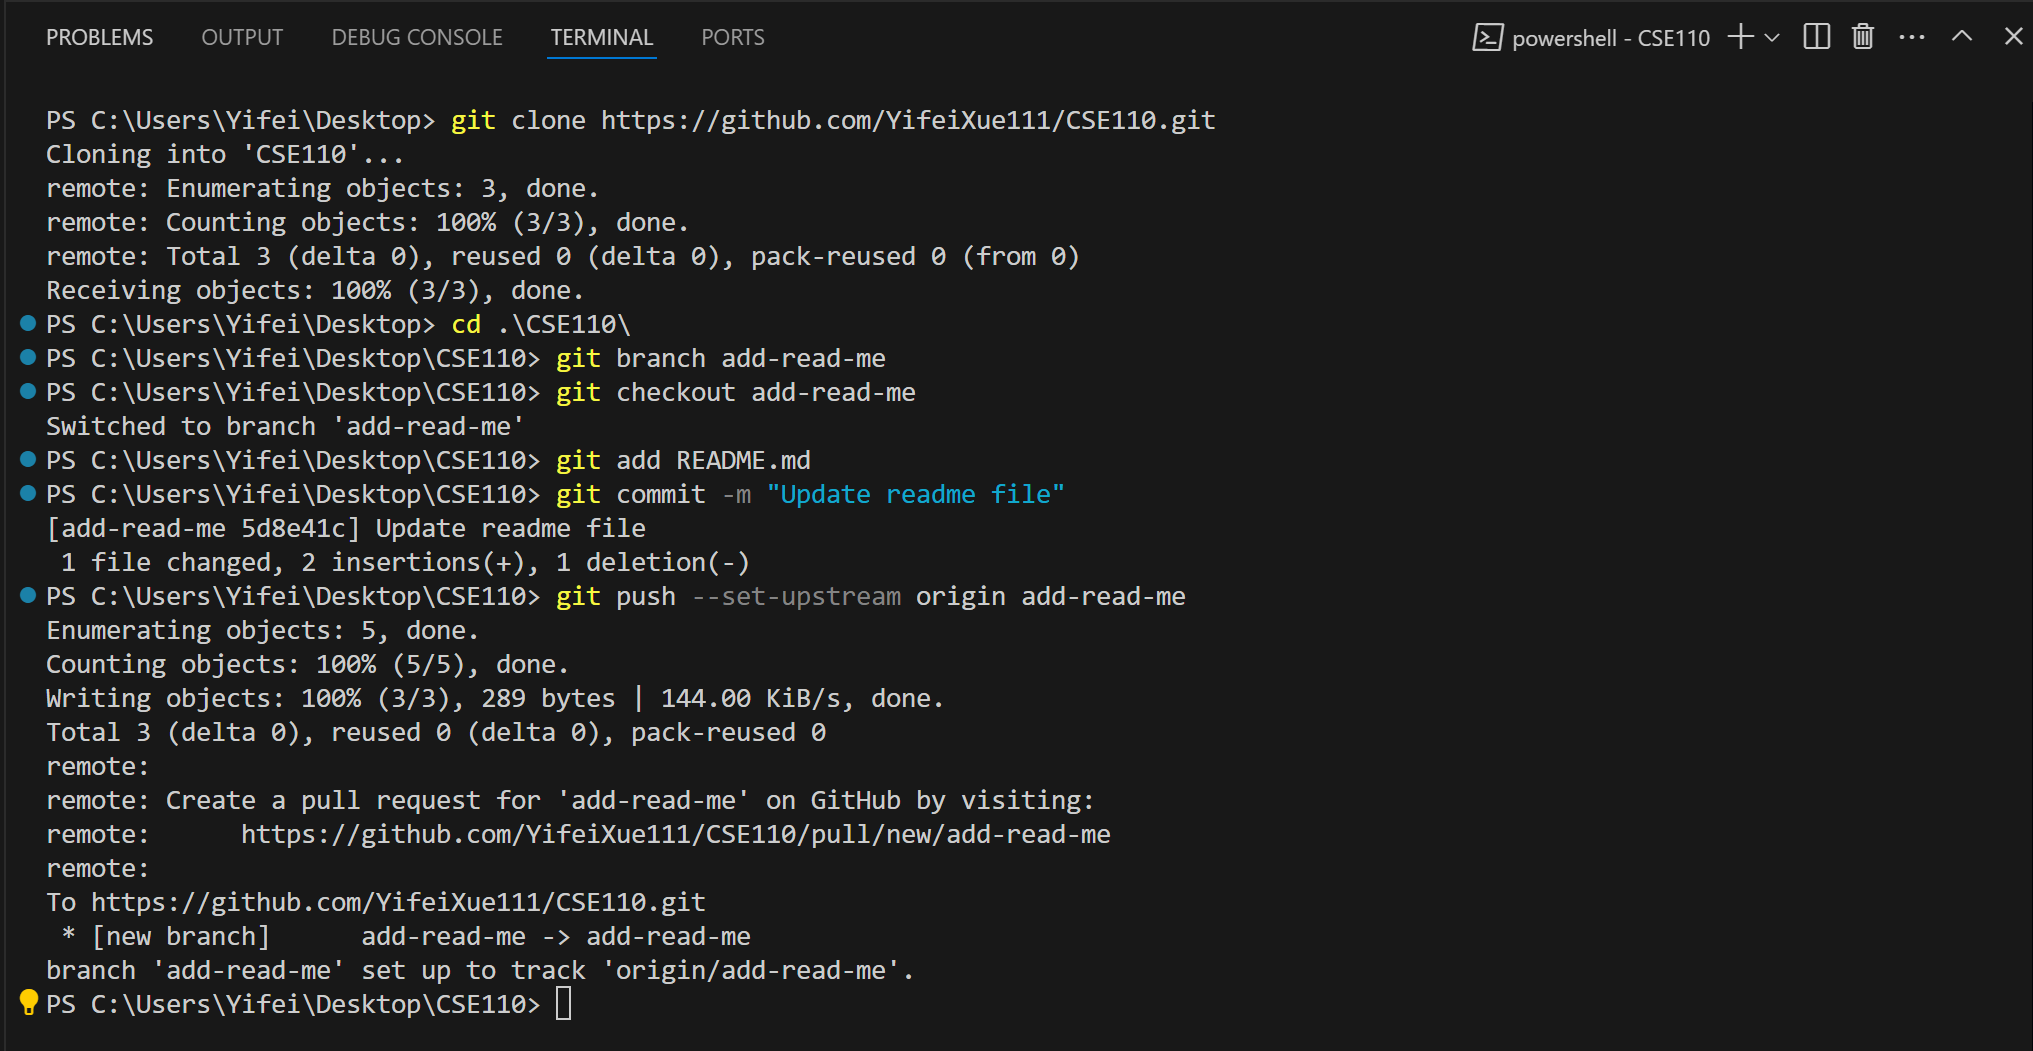 PROBLEMS OUTPUT DEBUG CONSOLE TERMINAL PORTS powershell - CSE110
PS C:\Users\Yifei\Desktop> git clone https://github.com/YifeiXue111/CSE110.git
Cloning into 'CSE110'...
remote: Enumerating objects: 3, done.
remote: Counting objects: 100% (3/3), done.
remote: Total 3 (delta 0), reused 0 (delta 0), pack-reused 0 (from 0)
Receiving objects: 100% (3/3), done.
PS C:\Users\Yifei\Desktop> cd .\CSE110\
PS C:\Users\Yifei\Desktop\CSE110> git branch add-read-me
PS C:\Users\Yifei\Desktop\CSE110> git checkout add-read-me
Switched to branch 'add-read-me'
PS C:\Users\Yifei\Desktop\CSE110> git add README.md
PS C:\Users\Yifei\Desktop\CSE110> git commit -m "Update readme file"
[add-read-me 5d8e41c] Update readme file
 1 file changed, 2 insertions(+), 1 deletion(-)
PS C:\Users\Yifei\Desktop\CSE110> git push --set-upstream origin add-read-me
Enumerating objects: 5, done.
Counting objects: 100% (5/5), done.
Writing objects: 100% (3/3), 289 bytes | 144.00 KiB/s, done.
Total 3 (delta 0), reused 0 (delta 0), pack-reused 0
remote:
remote: Create a pull request for 'add-read-me' on GitHub by visiting:
remote:      https://github.com/YifeiXue111/CSE110/pull/new/add-read-me
remote:
To https://github.com/YifeiXue111/CSE110.git
 * [new branch]      add-read-me -> add-read-me
branch 'add-read-me' set up to track 'origin/add-read-me'.
PS C:\Users\Yifei\Desktop\CSE110>